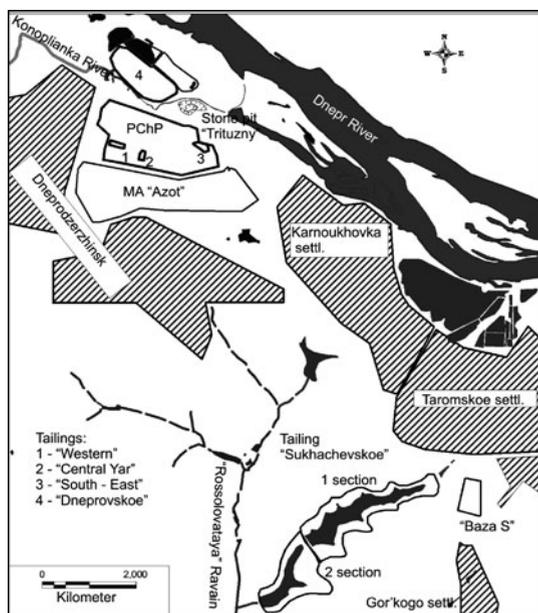 Konoplianka River
4
N
W
E
S
Dnepr River
Stone pit
"Trituzny"
PChP
1
2
3
MA "Azot"
Dneprodzerzhinsk
Karnoukhovka
settl.
Taromskoe settl.
Tailings:
1 - "Western"
2 - "Central Yar"
3 - "South - East"
4 - "Dneprovskoe"
Tailing
"Sukhachevskoe"
1 section
"Rossolovataya" Ravain
"Baza S"
2 section
0
2,000
Kilometer
Gor'kogo settl.